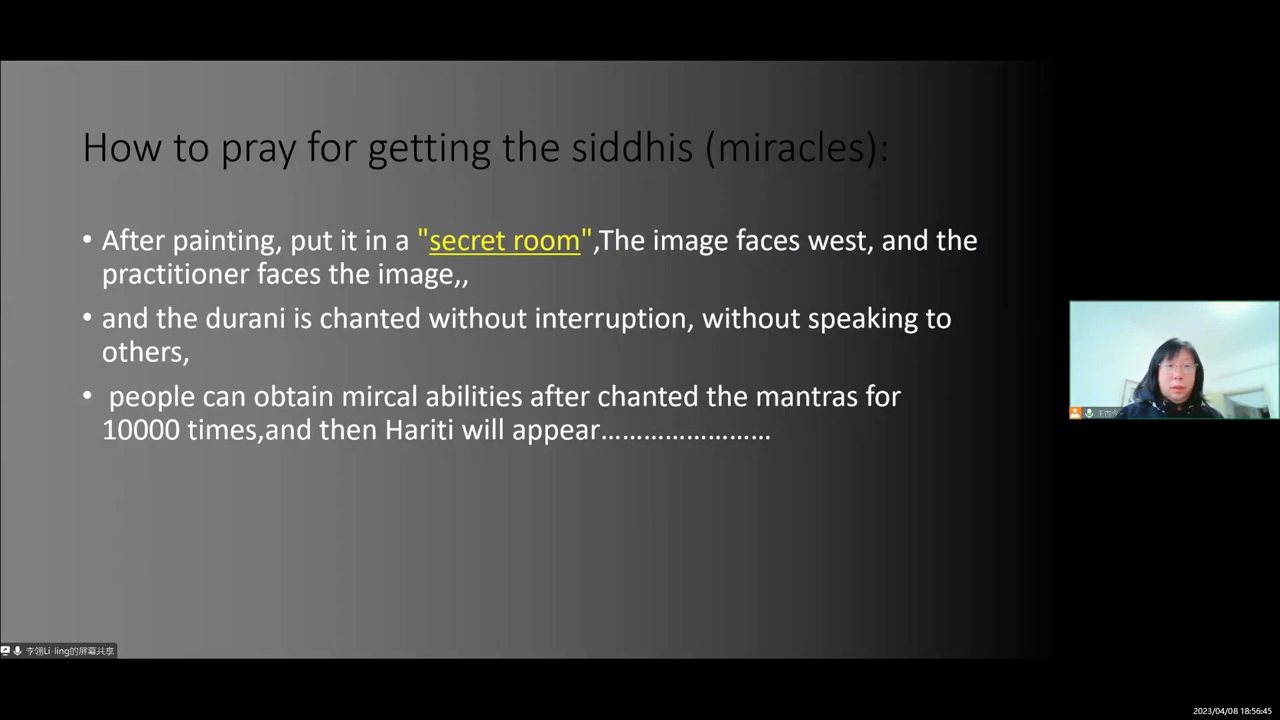 How to pray for getting the siddhis (miracles):
• After painting, put it in a "secret room",The image faces west, and the
practitioner faces the image,,
• and the durani is chanted without interruption, without speaking to
others,
• people can obtain mircal abilities after chanted the mantras for
10000 times,and then Hariti will appear……………………
李翎Li-ling的屏幕共享
2023/04/08 18:56:45